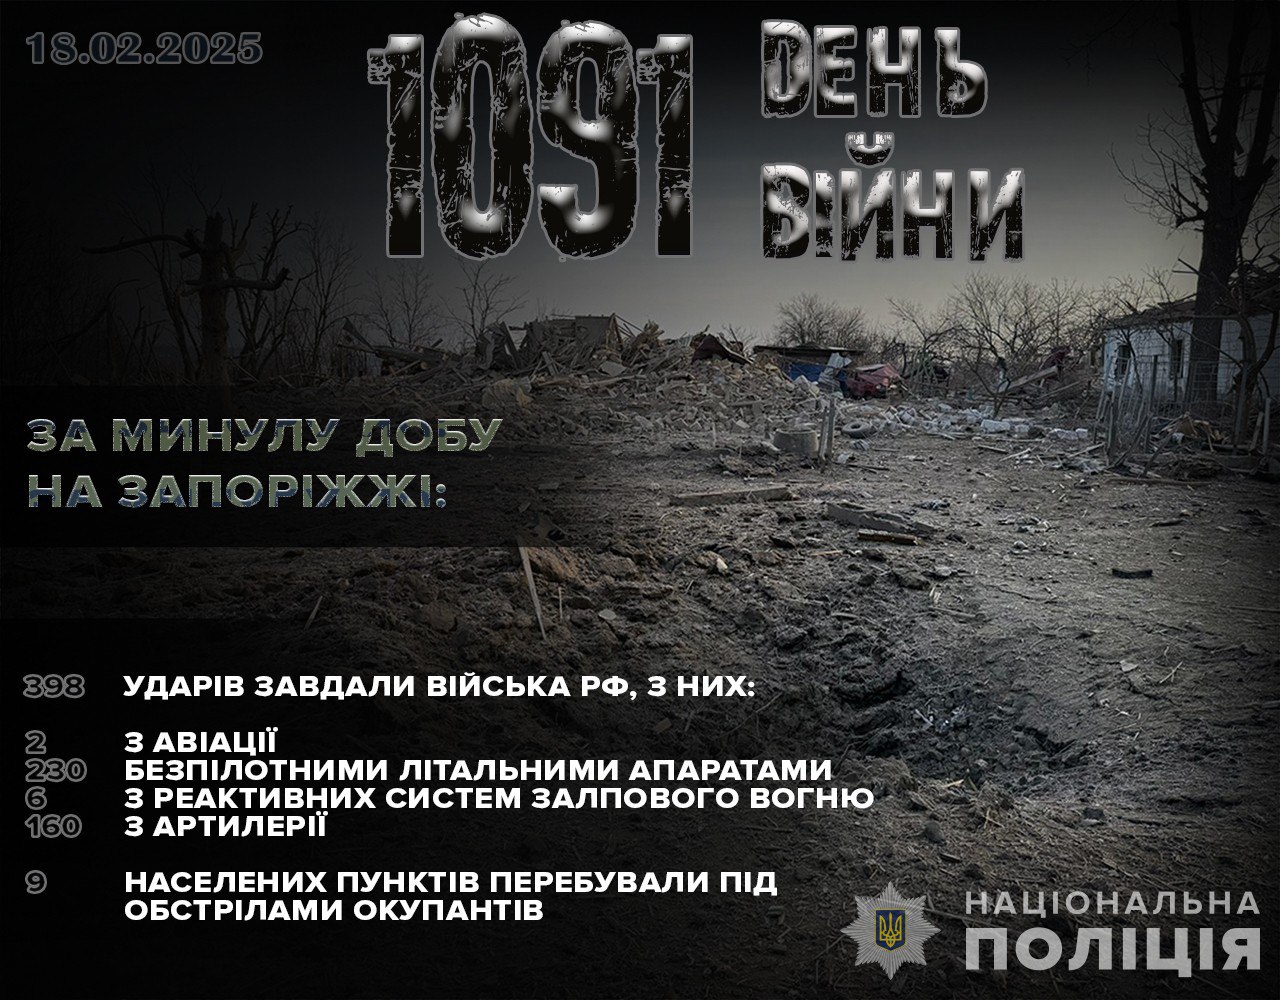 18.02.2025
1091 ДЕНЬ
ВІЙНИ
ЗА МИНУЛУ ДОБУ
НА ЗАПОРІЖЖІ:
398 УДАРІВ ЗАВДАЛИ ВІЙСЬКА РФ, З НИХ:
2 З АВІАЦІЇ
230 БЕЗПІЛОТНИМИ ЛІТАЛЬНИМИ АПАРАТАМИ
6 З РЕАКТИВНИХ СИСТЕМ ЗАЛПОВОГО ВОГНЮ
160 З АРТИЛЕРІЇ
9 НАСЕЛЕНИХ ПУНКТІВ ПЕРЕБУВАЛИ ПІД
ОБСТРІЛАМИ ОКУПАНТІВ
НАЦІОНАЛЬНА
ПОЛІЦІЯ